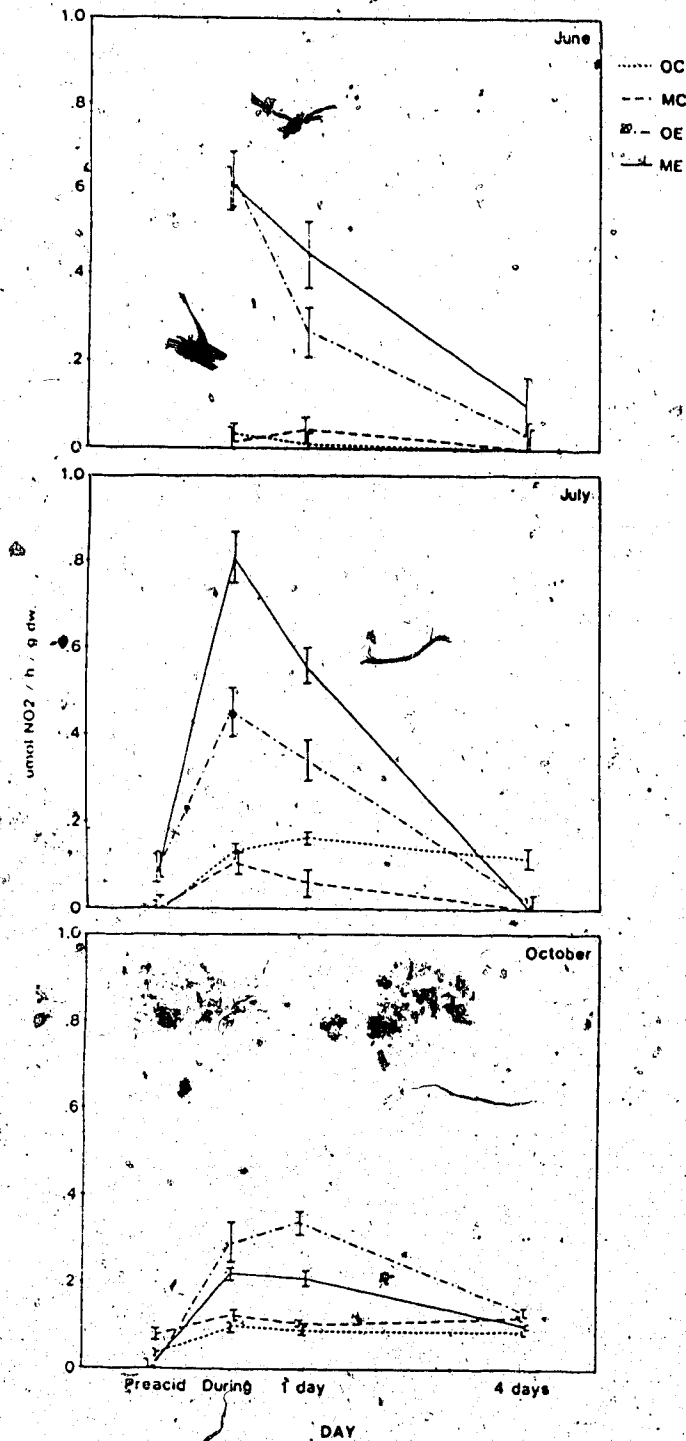 1.0
June
.8
.6
.4
.2
0
OC
MC
OE
ME
1.0
July
.8
.6
.4
.2
0
umol NO2 / h / g dw.
1.0
October
.8
.6
.4
.2
0
Preacid During 1 day 4 days
DAY